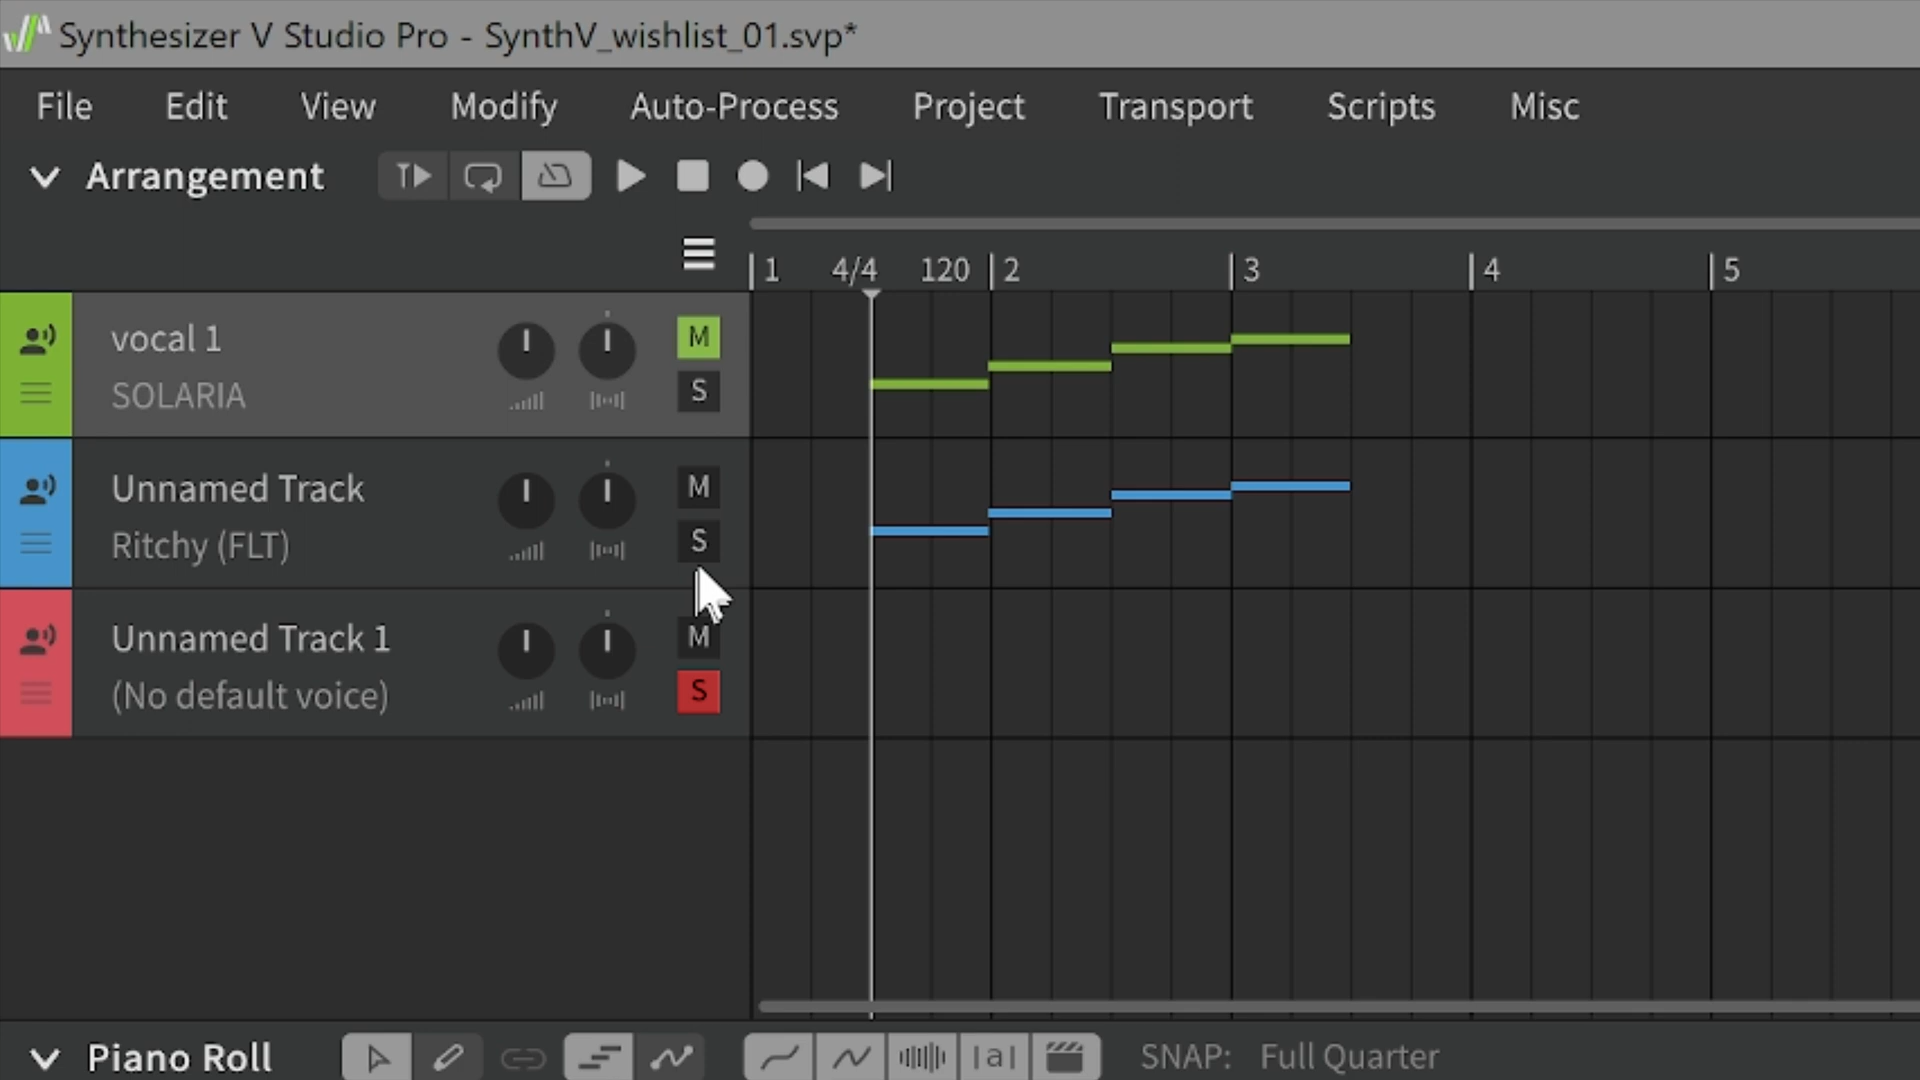 Synthesizer V Studio Pro - SynthV_wishlist_01.svp*
File Edit View Modify Auto-Process Project Transport Scripts Misc
Arrangement
1 4/4 120 2 3 4 5
vocal 1 M
SOLARIA S
Unnamed Track M
Ritchy (FLT) S
Unnamed Track 1 M
(No default voice) S
Piano Roll |a| SNAP: Full Quarter